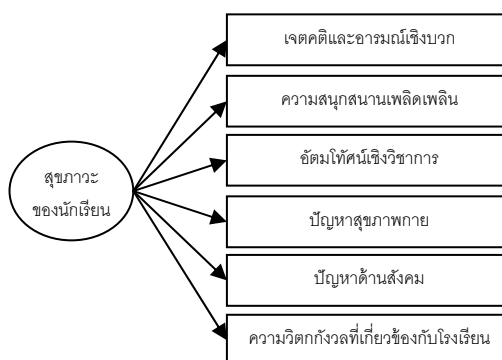 เจตคติและอารมณ์เชิงบวก
ความสนุกสนานเพลิดเพลิน
อัตมโทัศน์เชิงวิชาการ
สุขภาวะ
ของนักเรียน
ปัญหาสุขภาพกาย
ปัญหาด้านสังคม
ความวิตกกังวลที่เกี่ยวข้องกับโรงเรียน